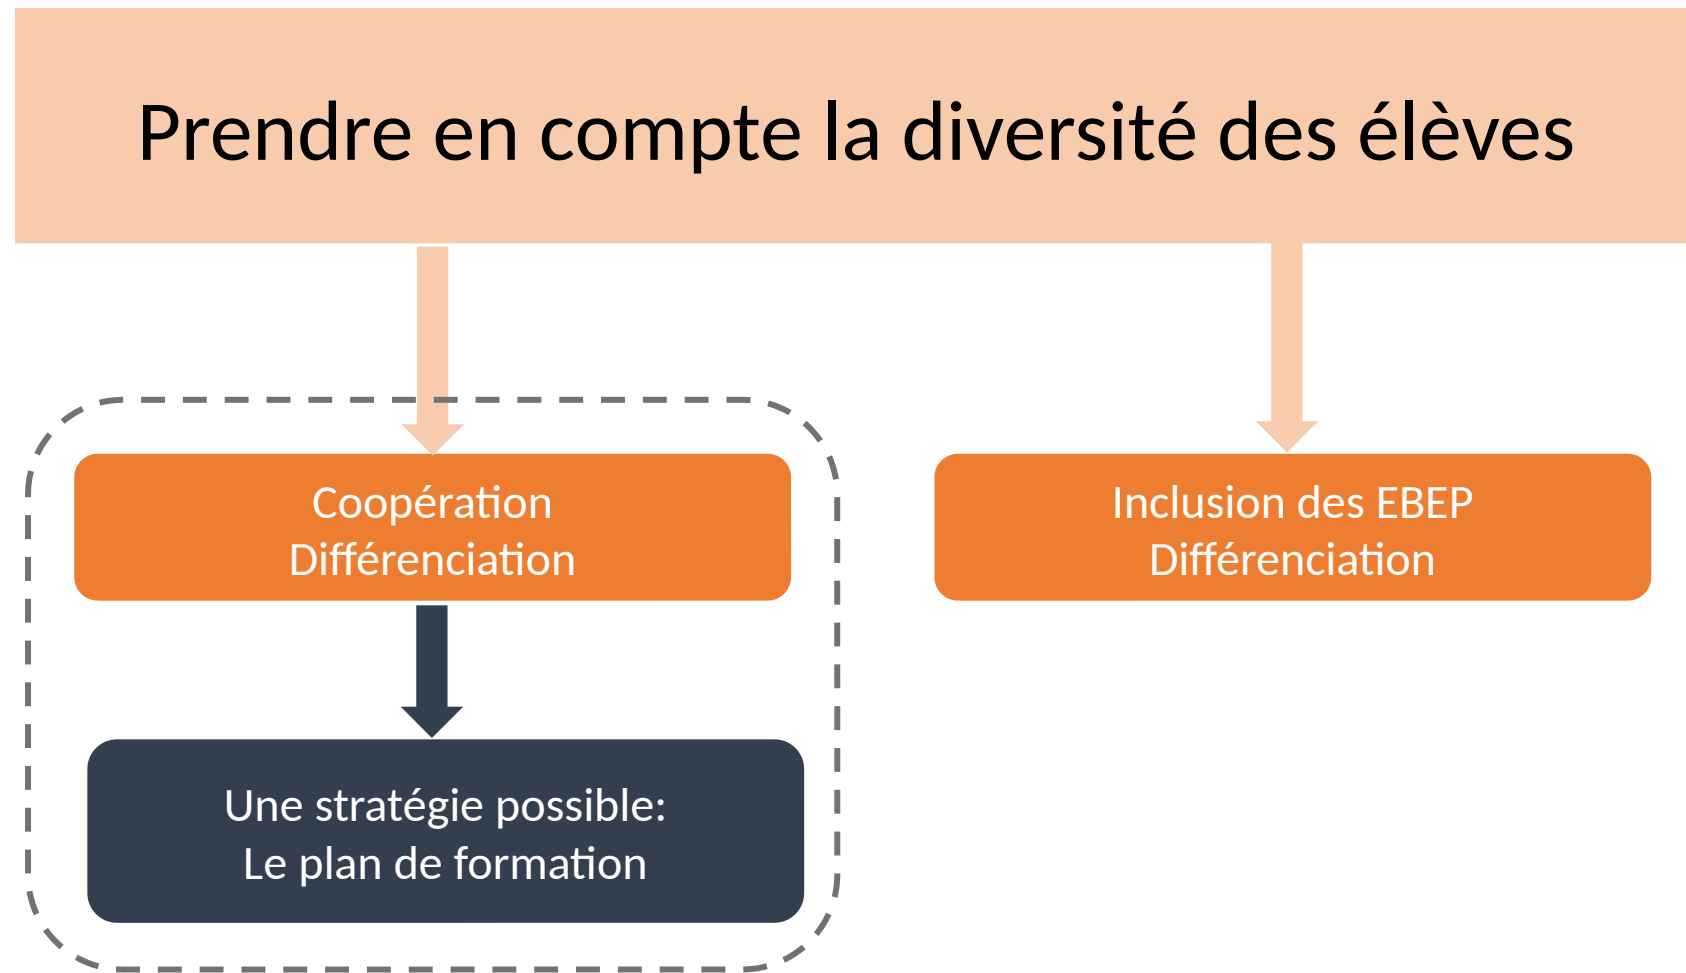 Prendre en compte la diversité des élèves
Coopération
Différenciation
Inclusion des EBEP
Différenciation
Une stratégie possible:
Le plan de formation